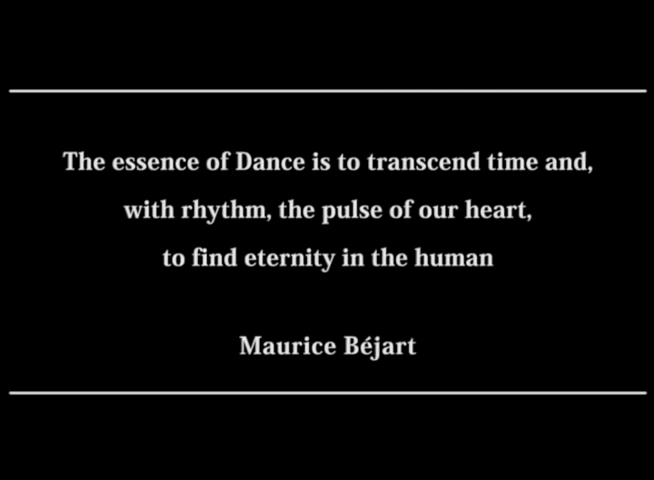 The essence of Dance is to transcend time and,
with rhythm, the pulse of our heart,
to find eternity in the human
Maurice Béjart